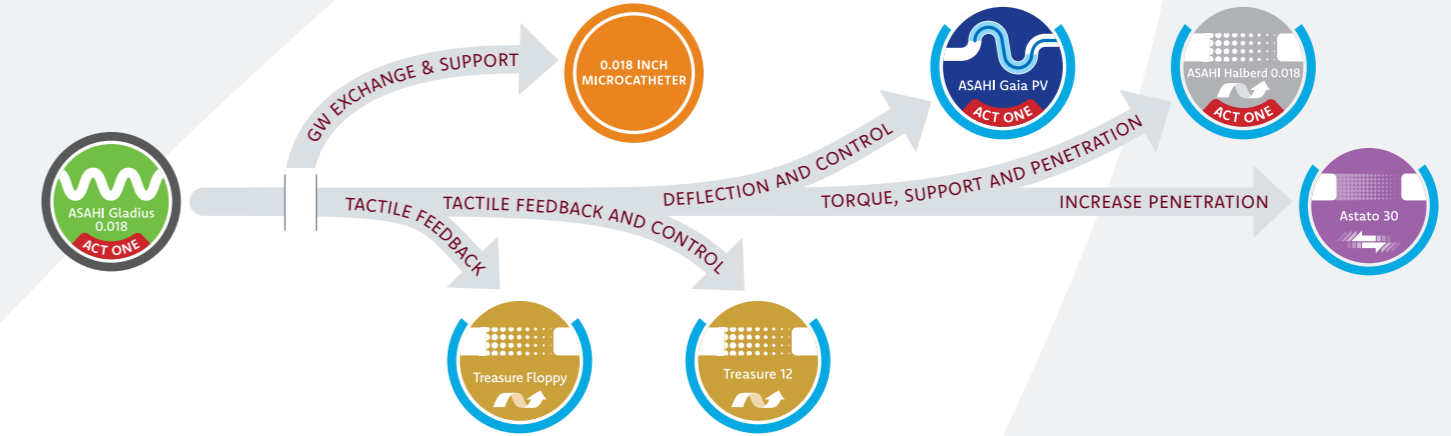 GW EXCHANGE & SUPPORT
0.018 INCH
MICROCATHETER
ASAHI Gaia PV
ACT ONE
ASAHI Halberd 0.018
ACT ONE
ASAHI Gladius
0.018
ACT ONE
TACTILE FEEDBACK
TACTILE FEEDBACK AND CONTROL
DEFLECTION AND CONTROL
TORQUE, SUPPORT AND PENETRATION
INCREASE PENETRATION
Astato 30
Treasure Floppy
Treasure 12